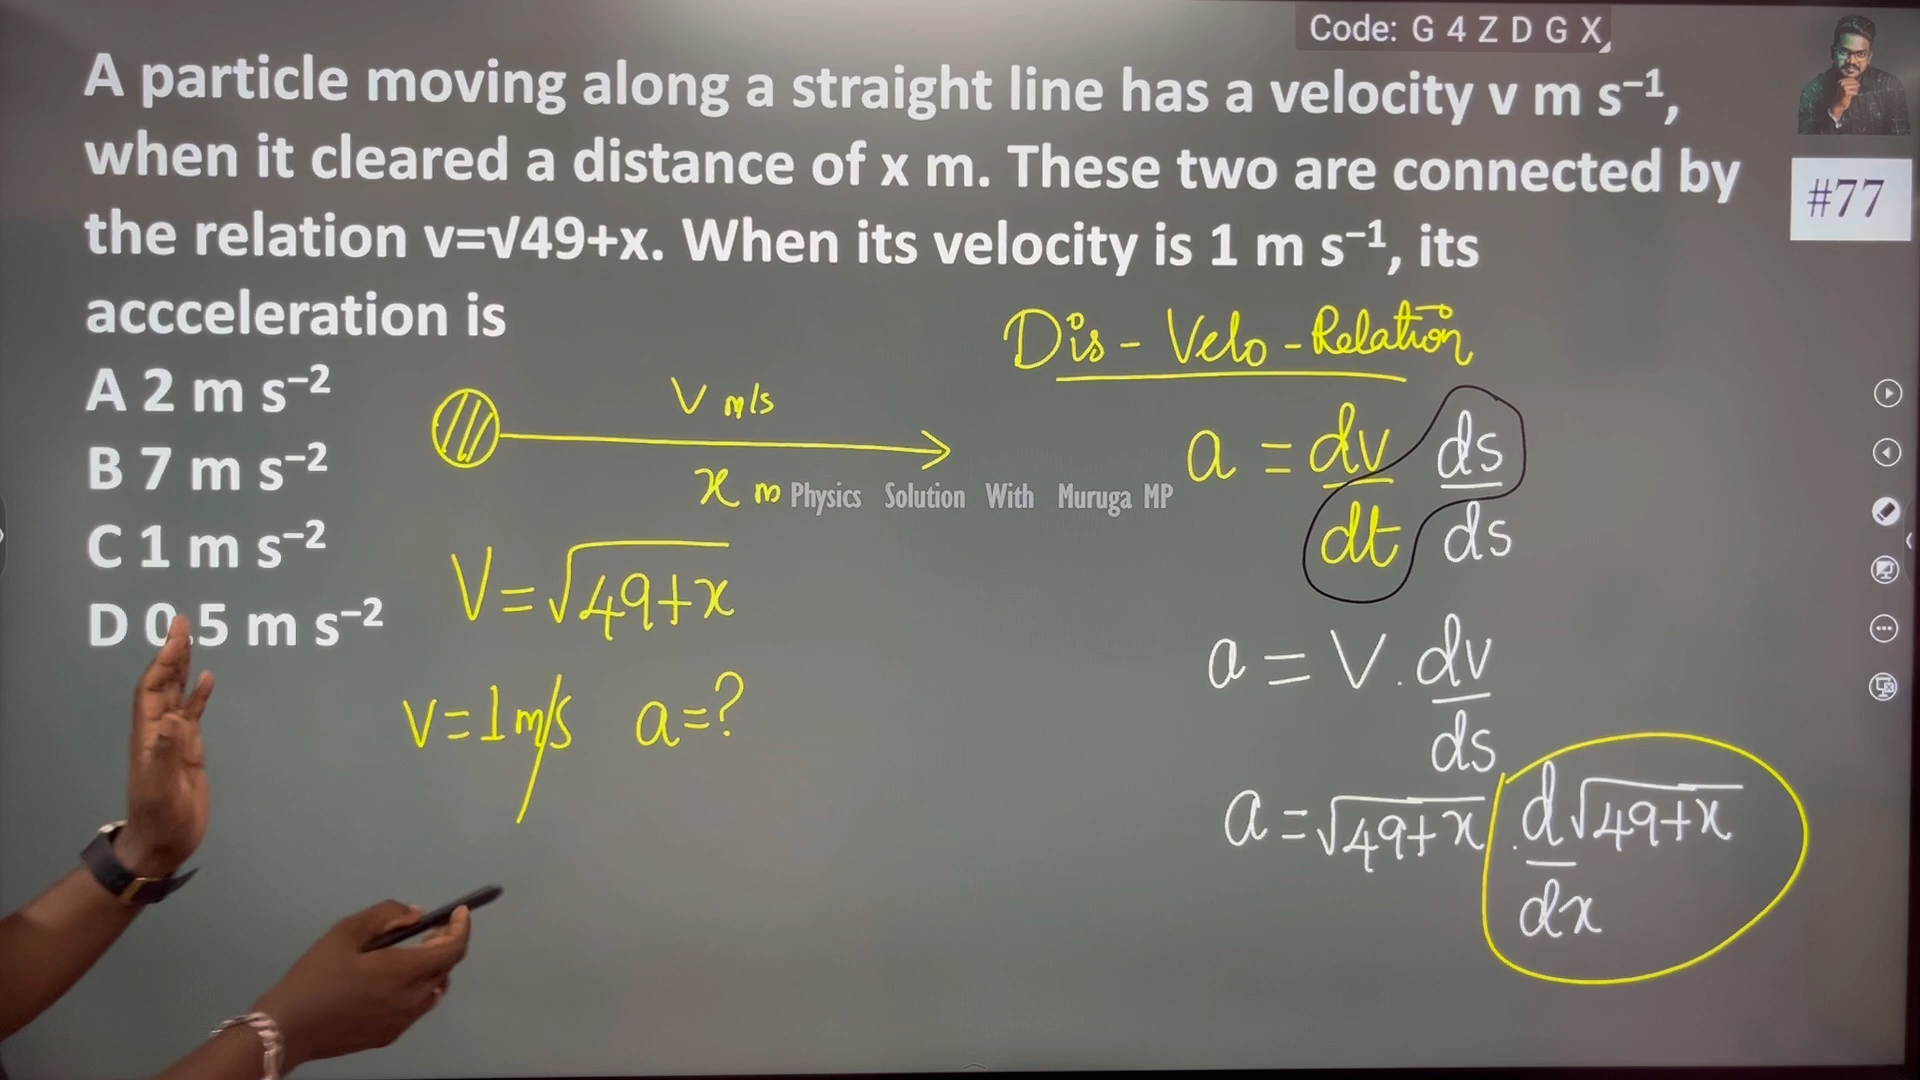 Code: G 4 Z D G X
A particle moving along a straight line has a velocity v m s⁻¹,
when it cleared a distance of x m. These two are connected by
the relation v=√49+x. When its velocity is 1 m s⁻¹, its
accceleration is
#77
A 2 m s⁻²
B 7 m s⁻²
C 1 m s⁻²
D 0.5 m s⁻²
V m/s
x m
V=√49+x
v=1 m/s a=?
Physics Solution With Muruga MP
Dis - Velo - Relation
a = dv/dt ds/ds
a = V. dv/ds
a = √49+x . d/dx √49+x